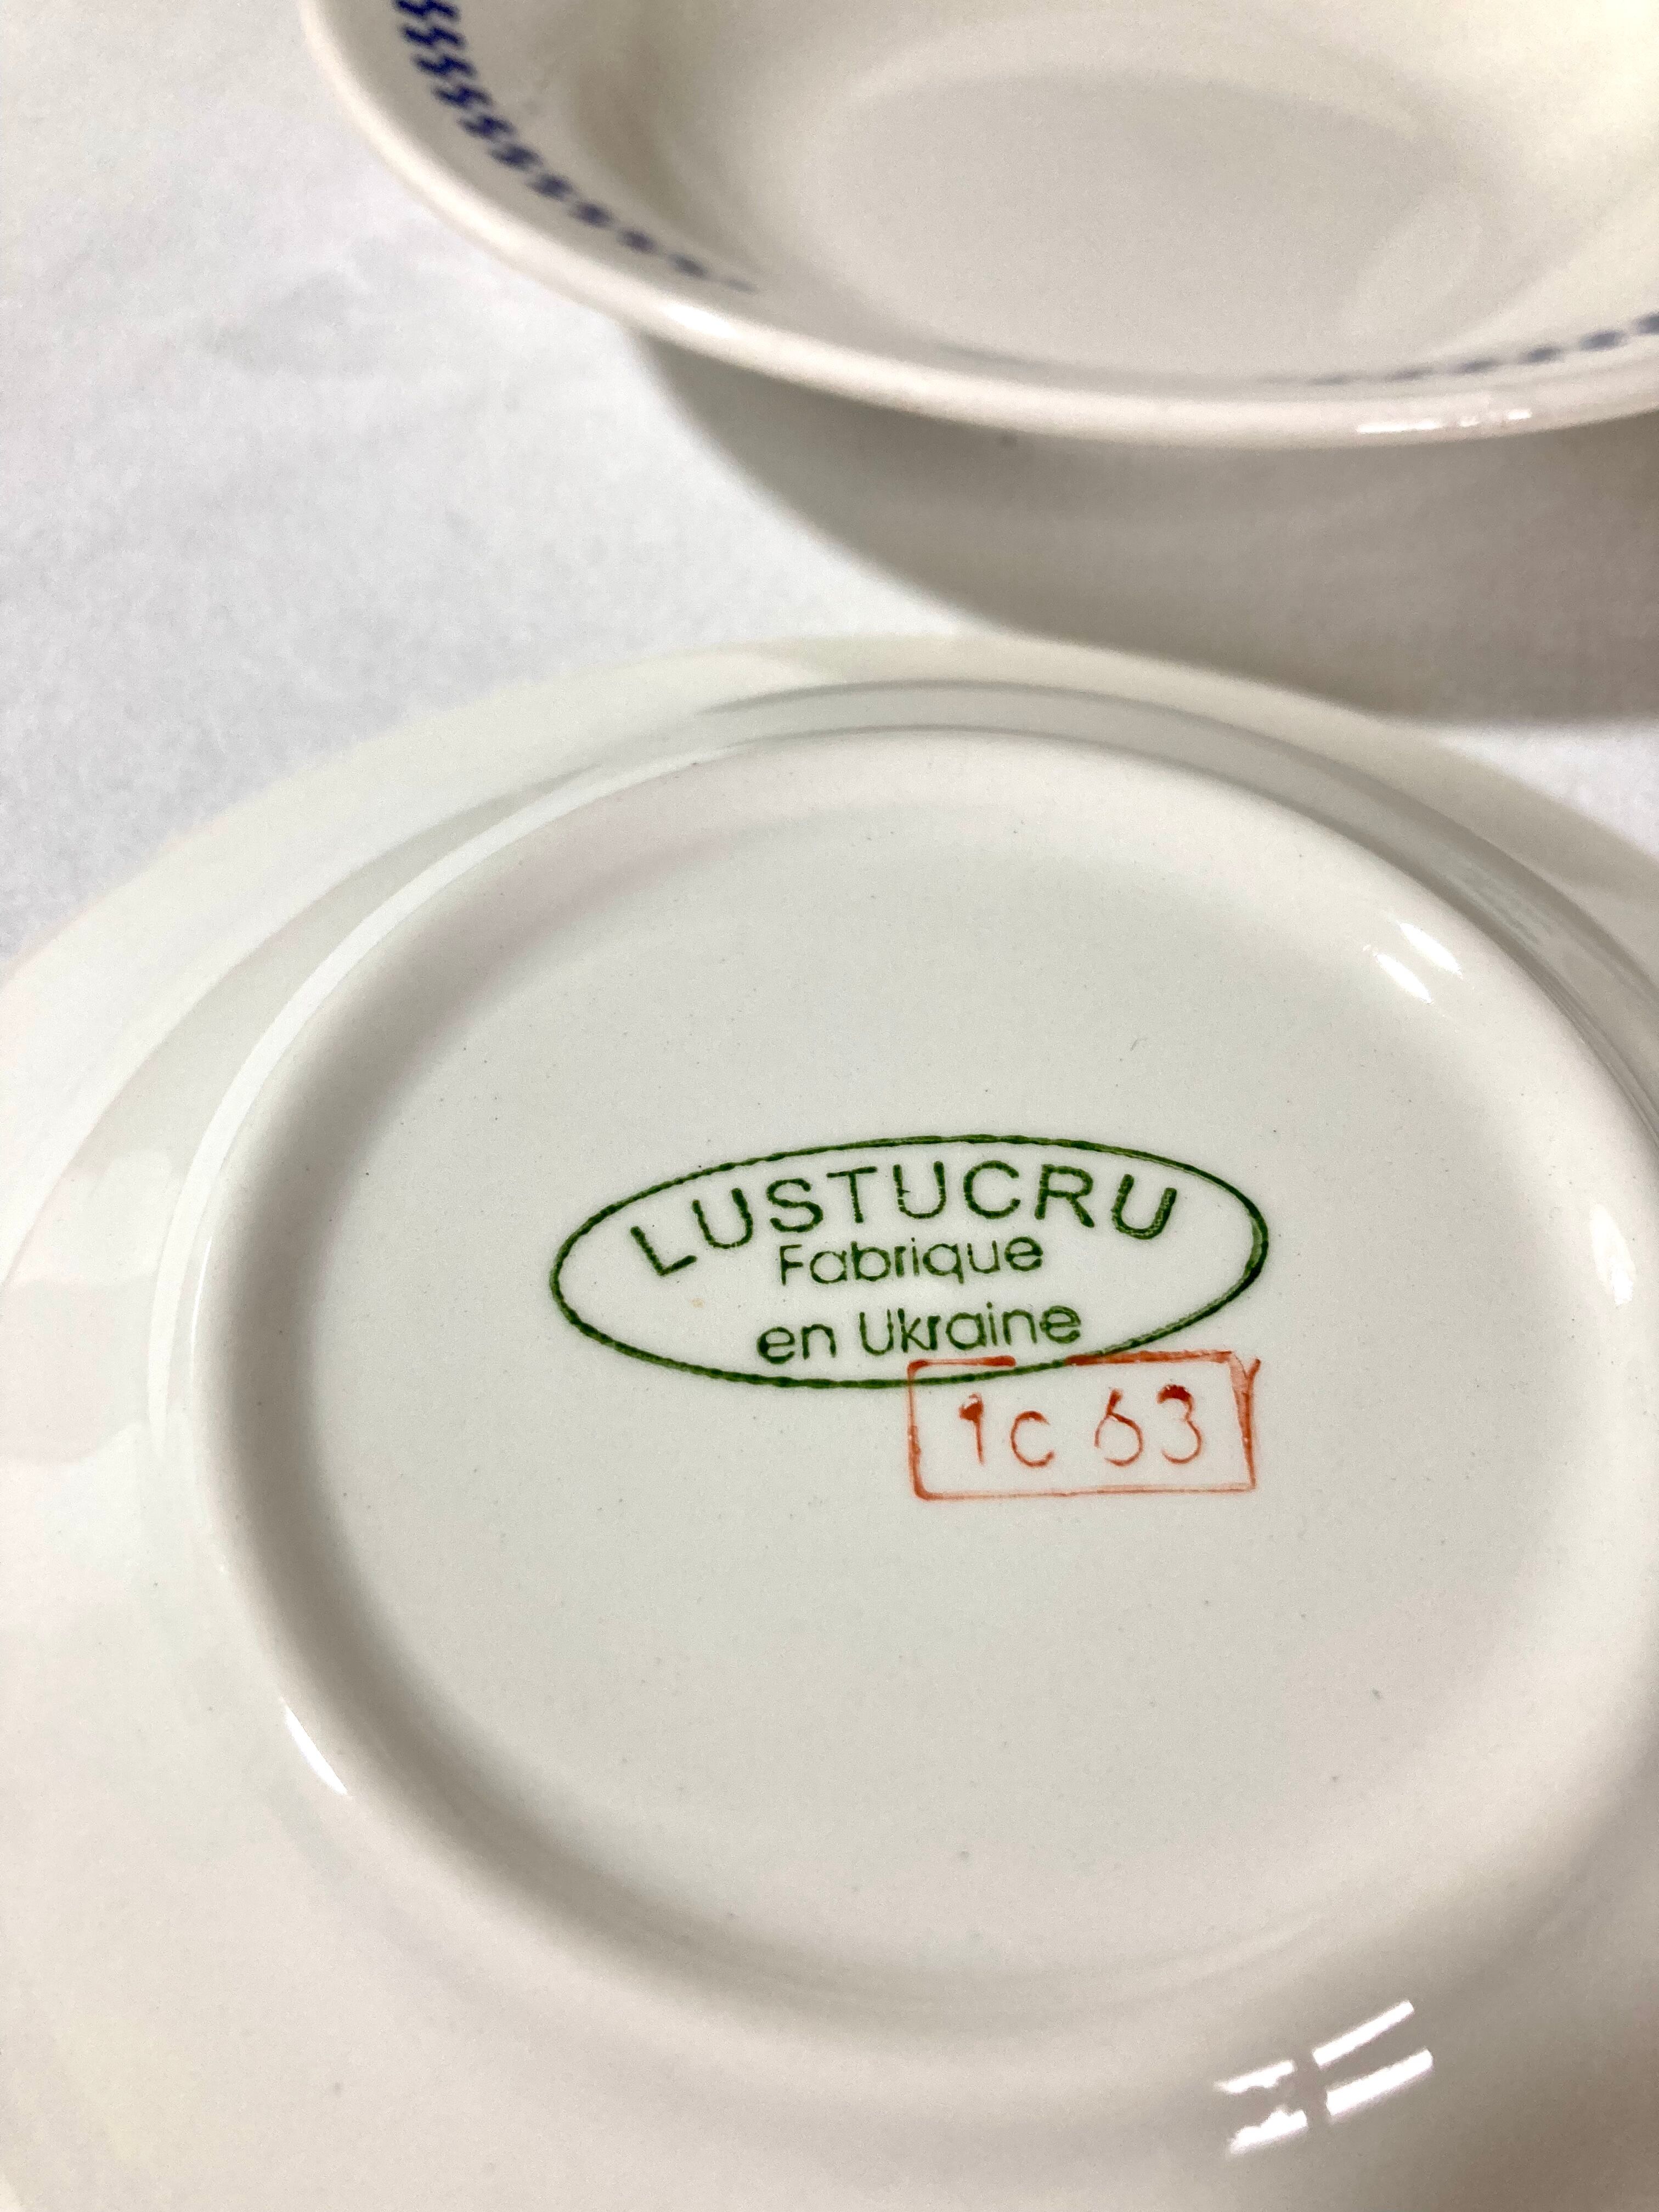 LUSTUCRU
Fabrique
en Ukraine
1c 63